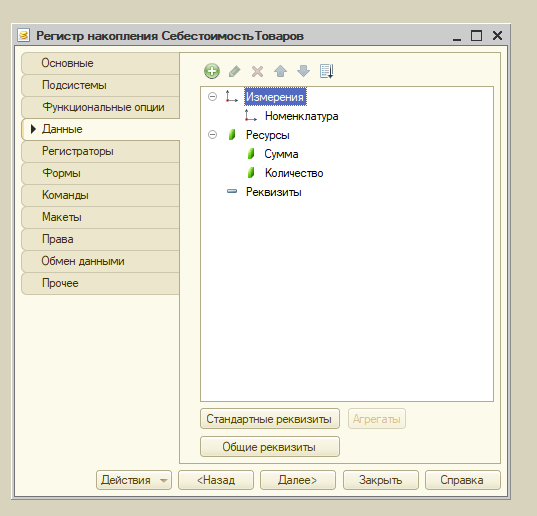 Регистр накопления СебестоимостьТоваров
Основные
Подсистемы
Функциональные опции
Данные
Регистраторы
Формы
Команды
Макеты
Права
Обмен данными
Прочее
Измерения
Номенклатура
Ресурсы
Сумма
Количество
Реквизиты
Стандартные реквизиты
Агрегаты
Общие реквизиты
Действия
<Назад
Далее>
Закрыть
Справка